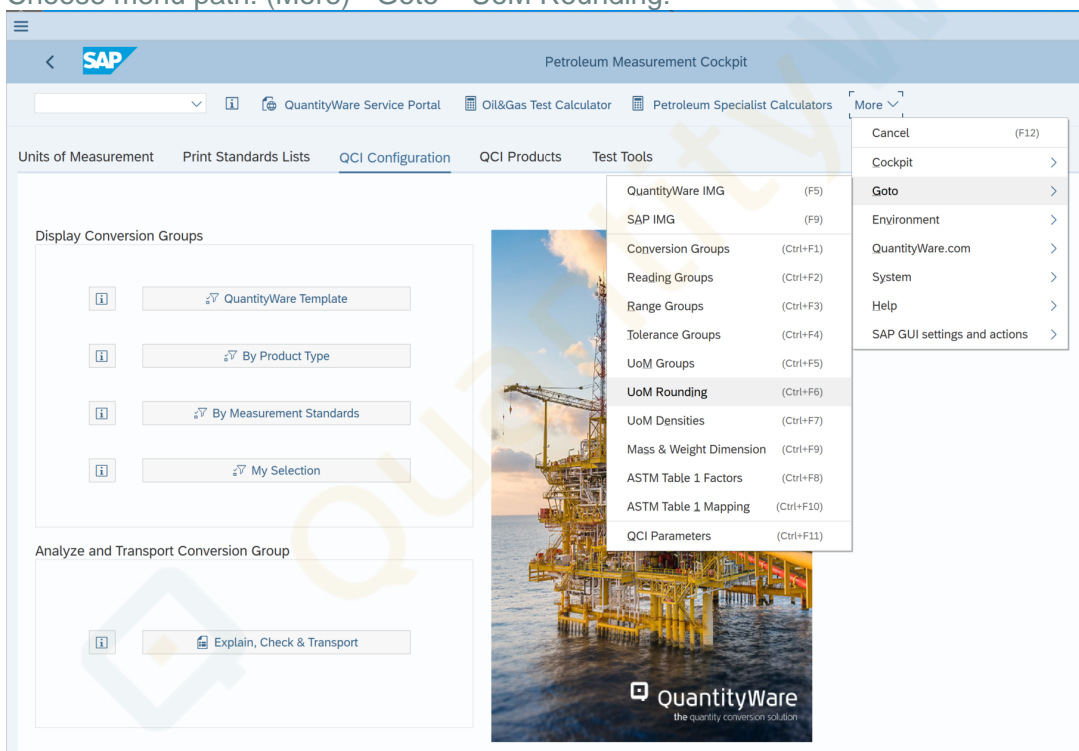 Choose menu path: (More) - Goto - UoM Rounding:
SAP
Petroleum Measurement Cockpit
QuantityWare Service Portal
Oil&Gas Test Calculator
Petroleum Specialist Calculators
More
Units of Measurement
Print Standards Lists
QCI Configuration
QCI Products
Test Tools
Cancel (F12)
Cockpit
Goto
Environment
QuantityWare.com
System
Help
SAP GUI settings and actions
QuantityWare IMG (F5)
SAP IMG (F9)
Conversion Groups (Ctrl+F1)
Reading Groups (Ctrl+F2)
Range Groups (Ctrl+F3)
Tolerance Groups (Ctrl+F4)
UoM Groups (Ctrl+F5)
UoM Rounding (Ctrl+F6)
UoM Densities (Ctrl+F7)
Mass & Weight Dimension (Ctrl+F9)
ASTM Table 1 Factors (Ctrl+F8)
ASTM Table 1 Mapping (Ctrl+F10)
QCI Parameters (Ctrl+F11)
Display Conversion Groups
QuantityWare Template
By Product Type
By Measurement Standards
My Selection
Analyze and Transport Conversion Group
Explain, Check & Transport
QuantityWare
the quantity conversion solution
QuantityW